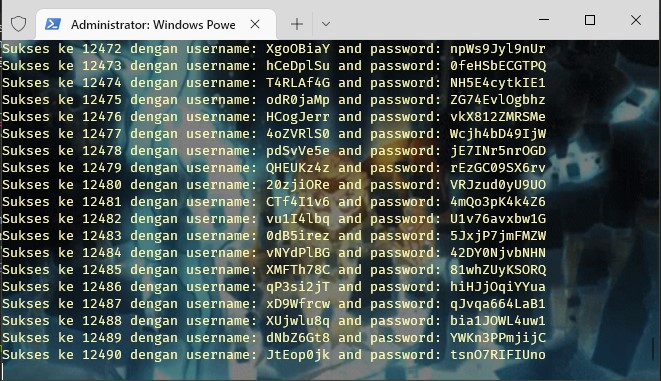 Administrator: Windows Powe
Sukses ke 12472 dengan username: XgoOBiaY and password: npWs9Jyl9nUr
Sukses ke 12473 dengan username: hCeDplSu and password: 0feHSbECGTPQ
Sukses ke 12474 dengan username: T4RLAf4G and password: NH5E4cytkIE1
Sukses ke 12475 dengan username: odR0jaMp and password: ZG74EvlOgbhz
Sukses ke 12476 dengan username: HCogJerr and password: vkX812ZMRSMe
Sukses ke 12477 dengan username: 4oZVRlS0 and password: Wcjh4bD49IjW
Sukses ke 12478 dengan username: pdSvVe5e and password: jE7INr5nrOGD
Sukses ke 12479 dengan username: QHEUKz4z and password: rEzGC09SX6rv
Sukses ke 12480 dengan username: 20zjiORe and password: VRJzud0yU9UO
Sukses ke 12481 dengan username: CTf4I1v6 and password: 4mQo3pK4k4Z6
Sukses ke 12482 dengan username: vu1I4lbq and password: U1v76avxbw1G
Sukses ke 12483 dengan username: 0dB5irez and password: 5JxjP7jmFMZW
Sukses ke 12484 dengan username: vNYdPlBG and password: 42DY0NjvbNHN
Sukses ke 12485 dengan username: XMFTh78C and password: 81whZUyKSORQ
Sukses ke 12486 dengan username: qP3si2jT and password: hiHJjOqiYYua
Sukses ke 12487 dengan username: xD9Wfrcw and password: qJvqa664LaB1
Sukses ke 12488 dengan username: XUjwlu8q and password: bia1JOWL4uw1
Sukses ke 12489 dengan username: dNbZ6Gt8 and password: YWKn3PPmjijC
Sukses ke 12490 dengan username: JtEop0jk and password: tsnO7RIFIUno